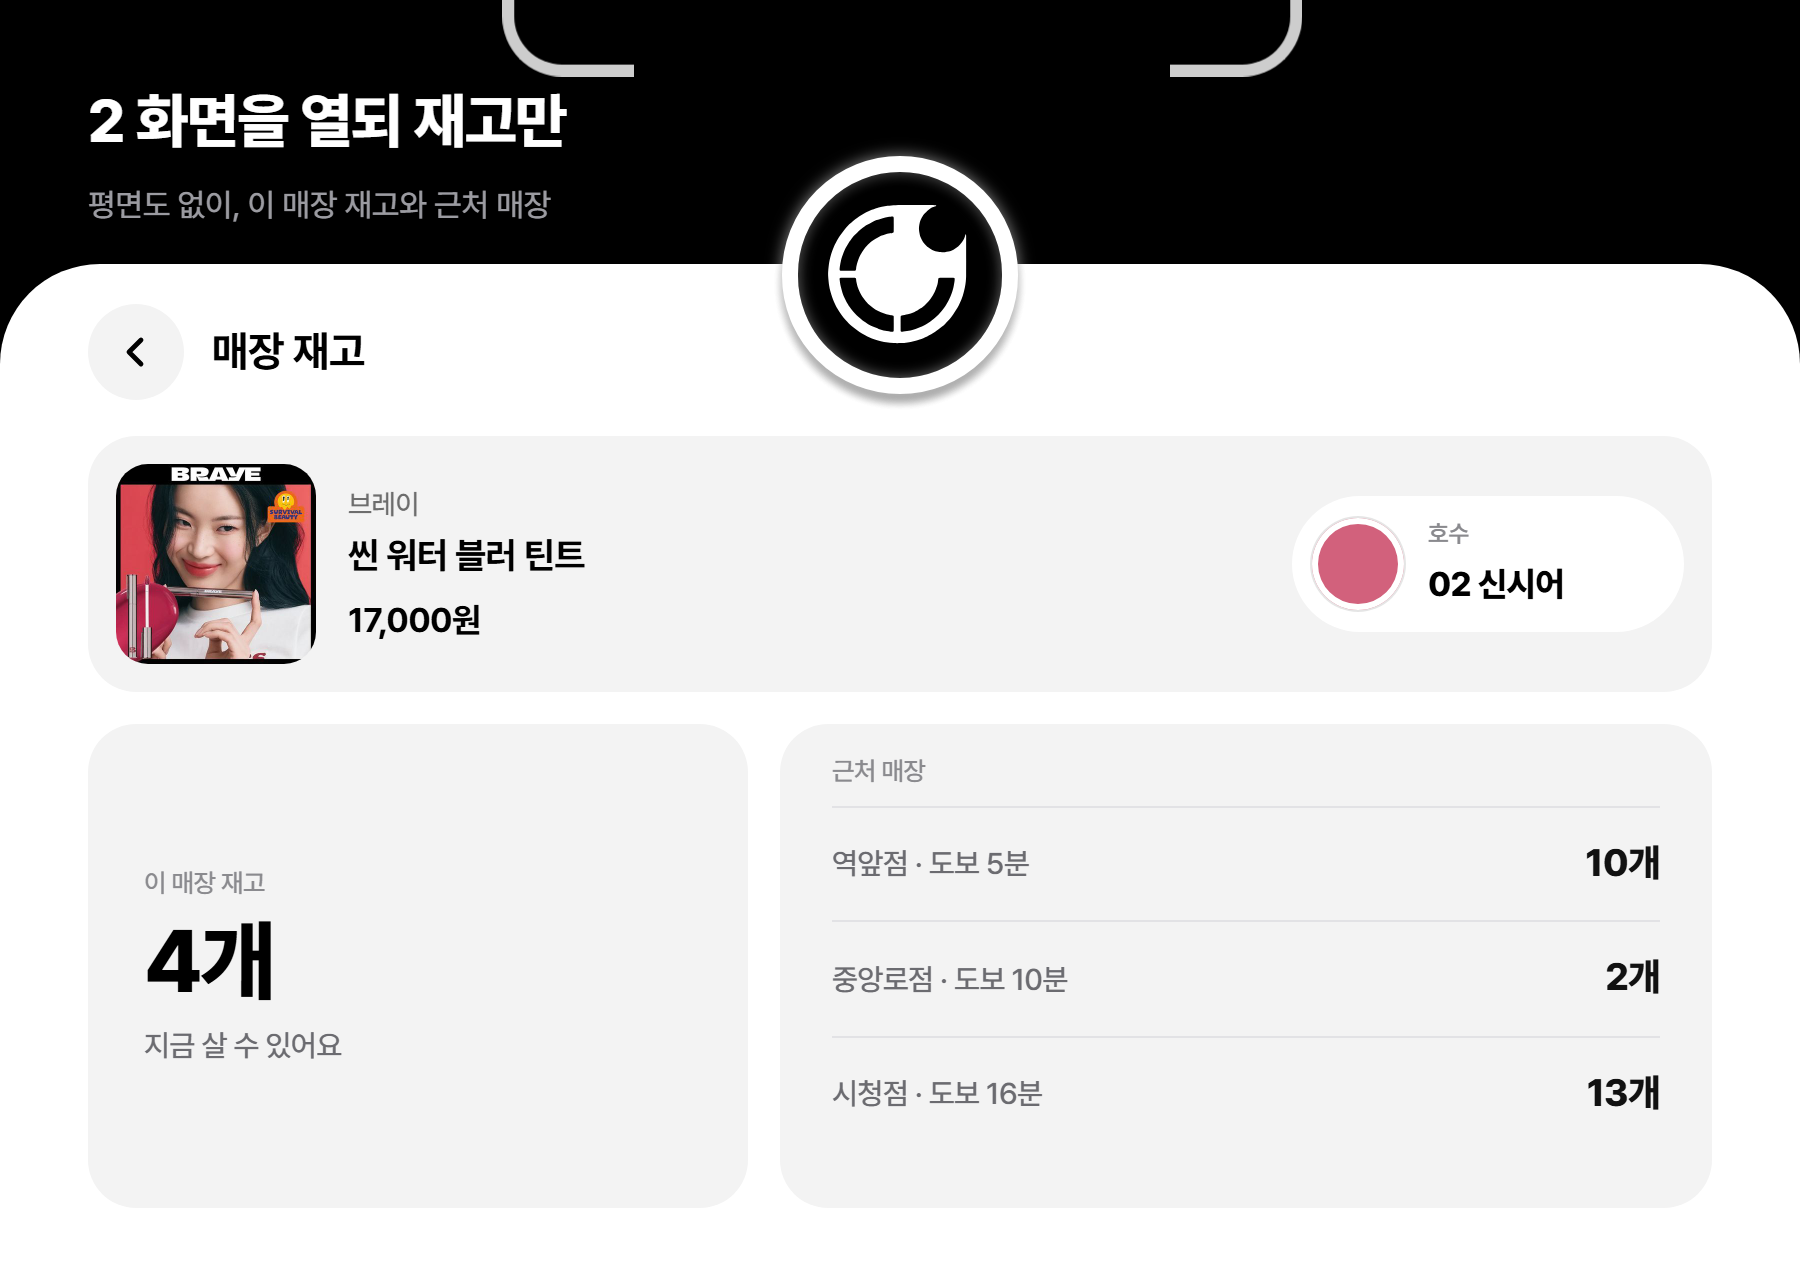 2 화면을 열되 재고만
평면도 없이, 이 매장 재고와 근처 매장
매장 재고
BRAYE
SURVIVAL
BEAUTY
브레이
씬 워터 블러 틴트
17,000원
호수
02 신시어
이 매장 재고
4개
지금 살 수 있어요
근처 매장
역앞점 · 도보 5분
10개
중앙로점 · 도보 10분
2개
시청점 · 도보 16분
13개